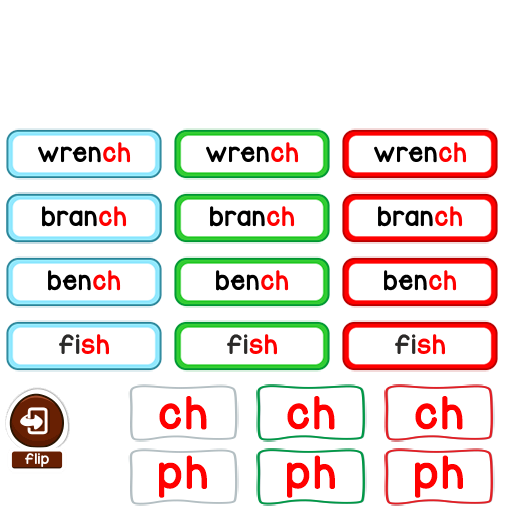 wrench wrench wrench
branch branch branch
bench bench bench
fish fish fish
ch ch ch
flip ph ph ph